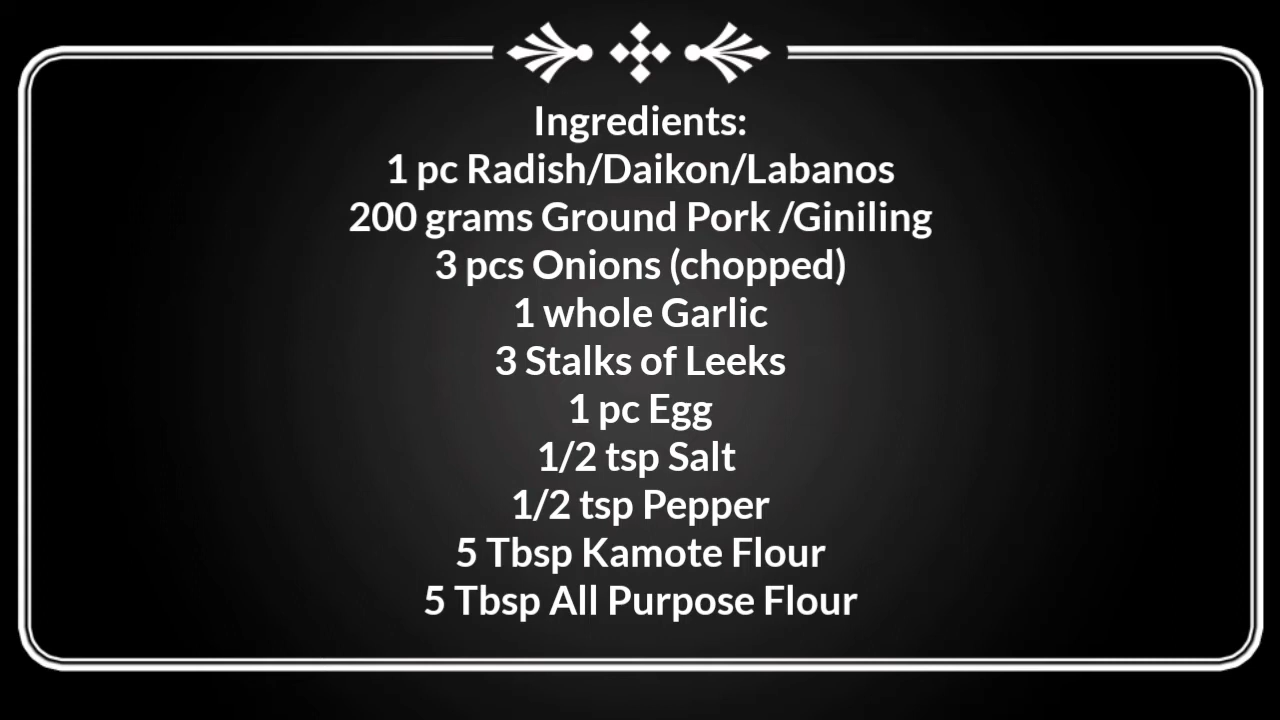 Ingredients:
1 pc Radish/Daikon/Labanos
200 grams Ground Pork /Giniling
3 pcs Onions (chopped)
1 whole Garlic
3 Stalks of Leeks
1 pc Egg
1/2 tsp Salt
1/2 tsp Pepper
5 Tbsp Kamote Flour
5 Tbsp All Purpose Flour